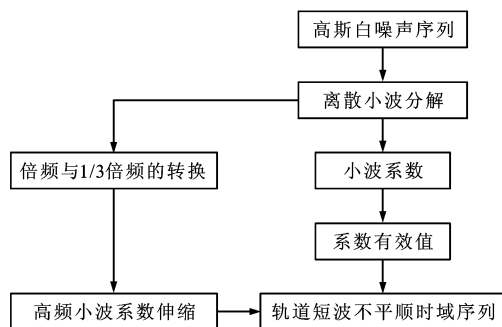 高斯白噪声序列
离散小波分解
倍频与1/3倍频的转换
小波系数
系数有效值
高频小波系数伸缩
轨道短波不平顺时域序列